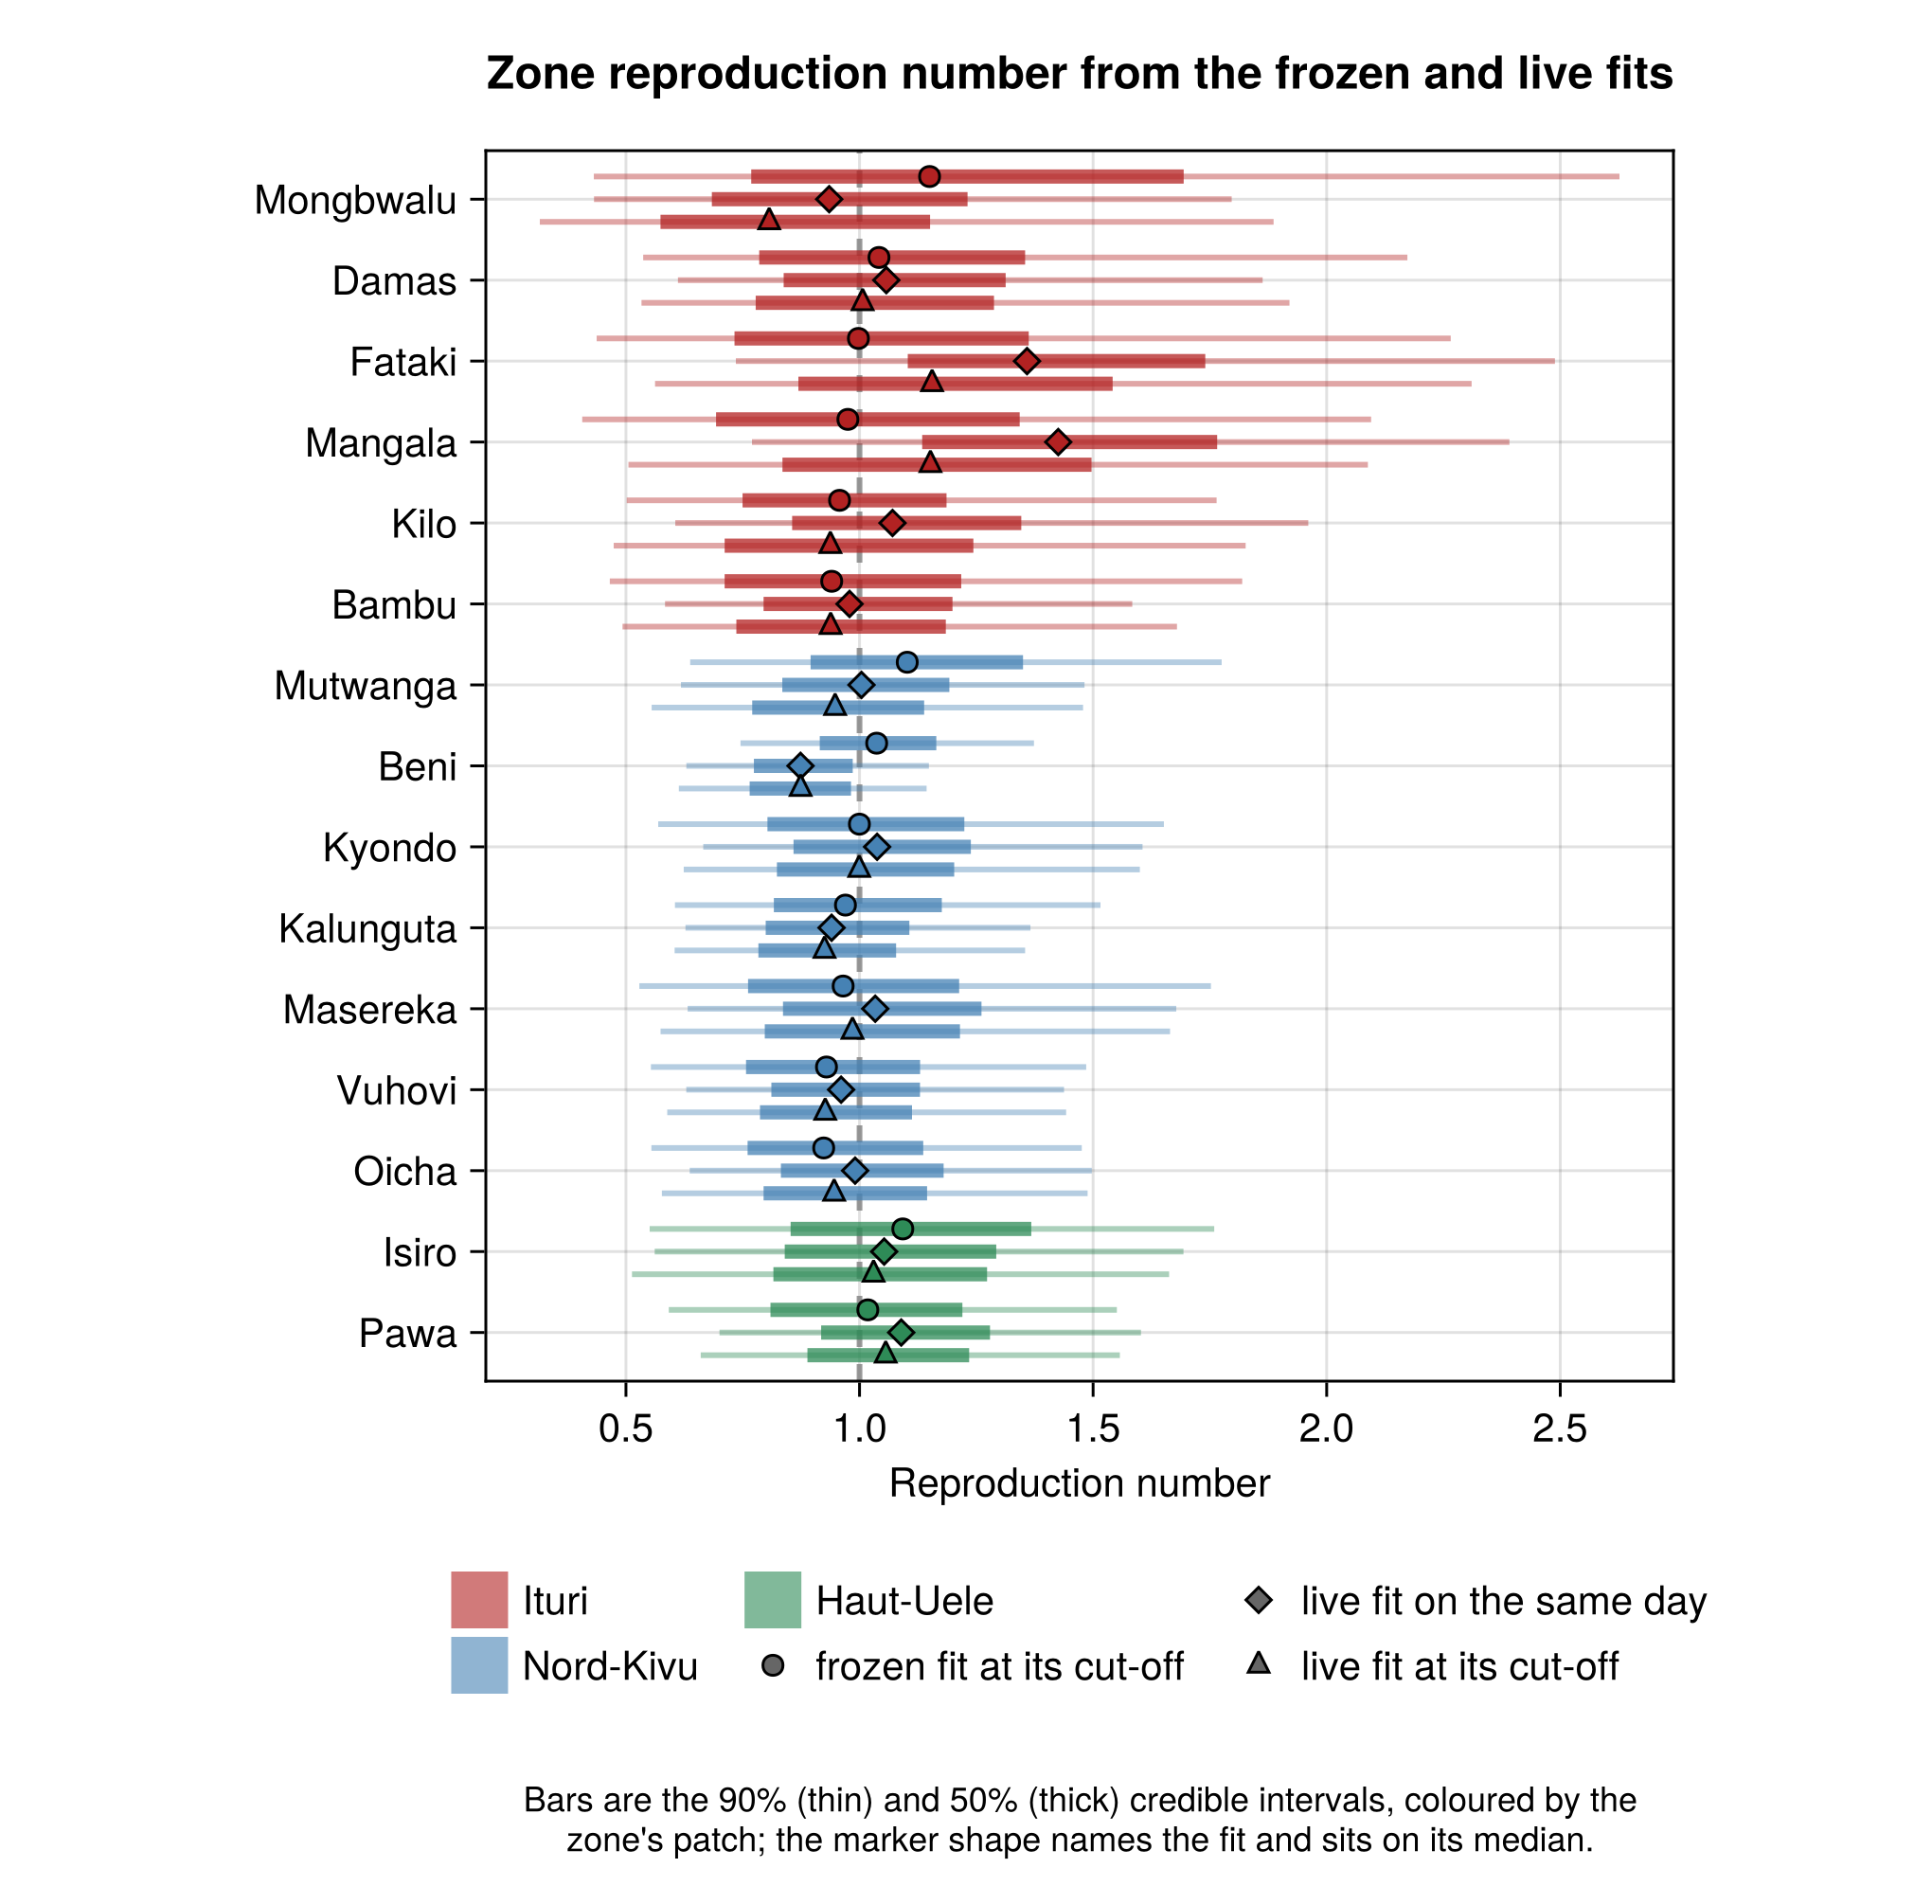 Zone reproduction number from the frozen and live fits
Mongbwalu
Damas
Fataki
Mangala
Kilo
Bambu
Mutwanga
Beni
Kyondo
Kalunguta
Masereka
Vuhovi
Oicha
Isiro
Pawa
0.5 1.0 1.5 2.0 2.5
Reproduction number
Ituri Haut-Uele live fit on the same day
Nord-Kivu frozen fit at its cut-off live fit at its cut-off
Bars are the 90% (thin) and 50% (thick) credible intervals, coloured by the
zone's patch; the marker shape names the fit and sits on its median.